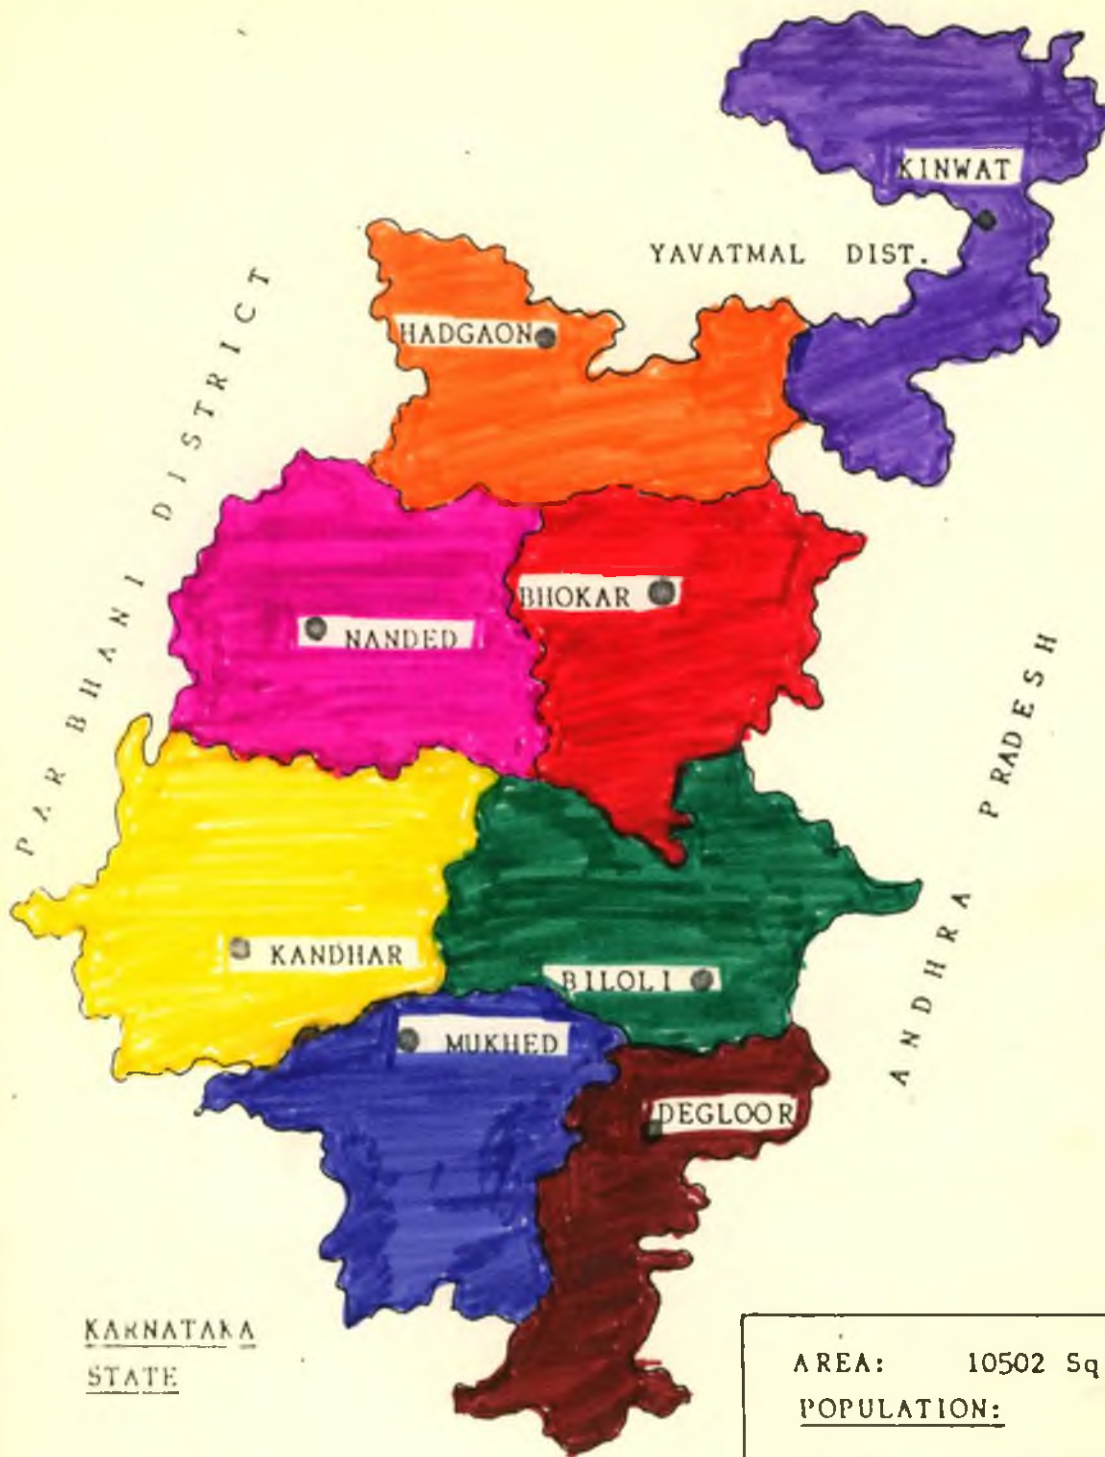 KINWAT
YAVATMAL DIST.
HADGAON
PARBHANI DISTRICT
BHOKAR
NANDED
ANDHRA PRADESH
KANDHAR
BILOLI
MUKHED
DEGLOOR
KARNATAKA
STATE
AREA: 10502 Sq
POPULATION: